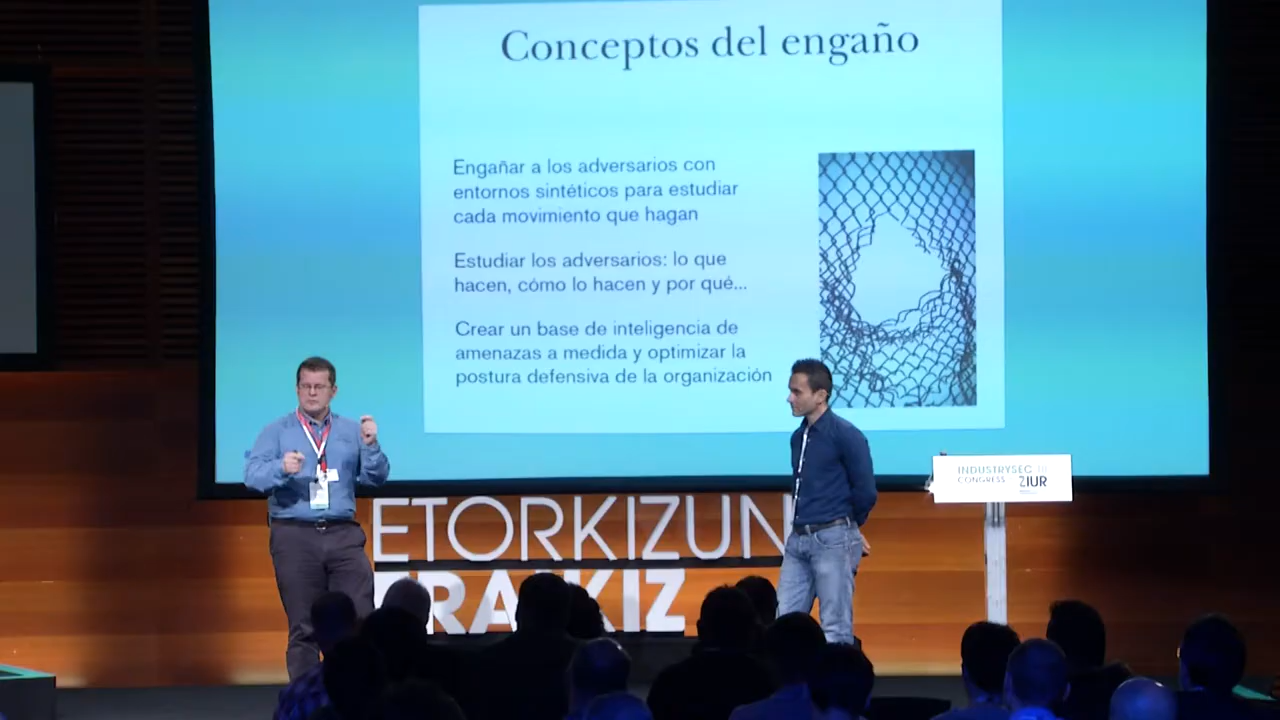 Conceptos del engaño
Engañar a los adversarios con
entornos sintéticos para estudiar
cada movimiento que hagan
Estudiar los adversarios: lo que
hacen, cómo lo hacen y por qué...
Crear un base de inteligencia de
amenazas a medida y optimizar la
postura defensiva de la organización
INDUSTRYSEC
CONGRESS
ZIUR
ETORKIZUN
ERAIKIZ